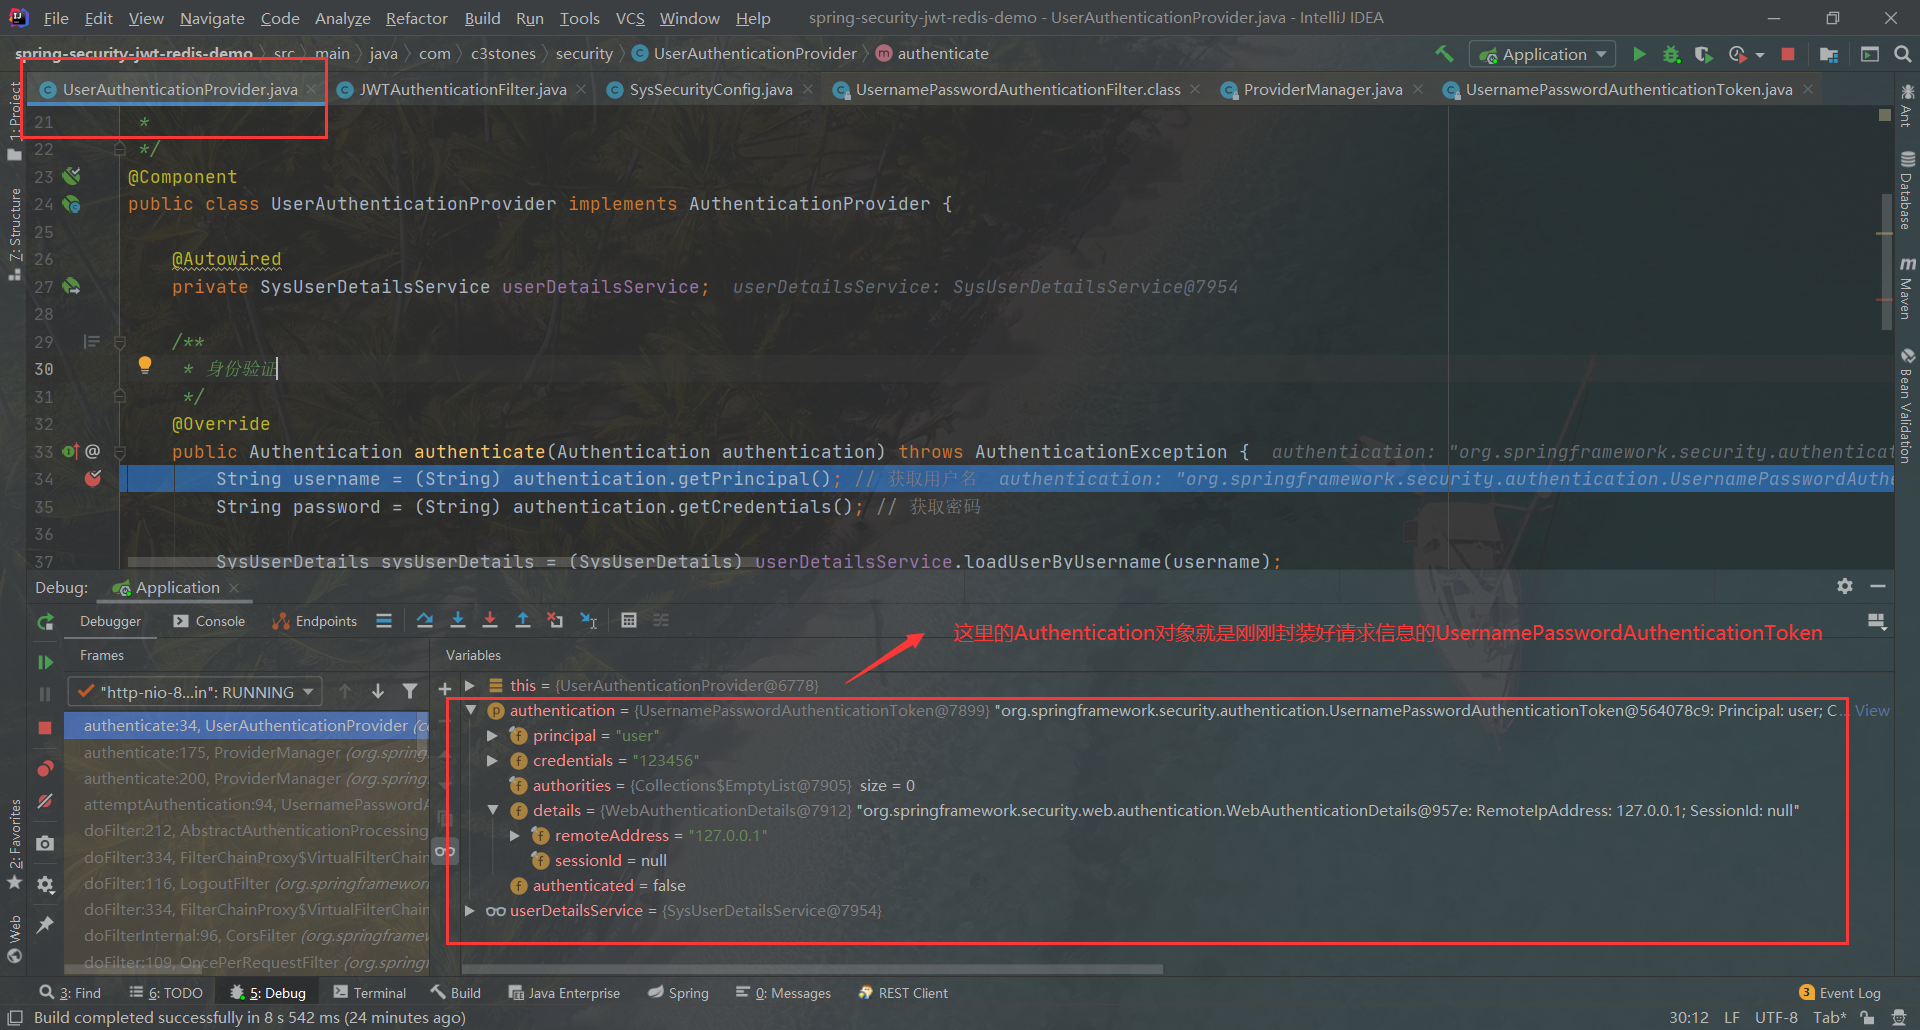 File Edit View Navigate Code Analyze Refactor Build Run Tools VCS Window Help spring-security-jwt-redis-demo - UserAuthenticationProvider.java - IntelliJ IDEA
spring-security-jwt-redis-demo src main java com c3stones security UserAuthenticationProvider authenticate Application
UserAuthenticationProvider.java JWTAuthenticationFilter.java SysSecurityConfig.java UsernamePasswordAuthenticationFilter.class ProviderManager.java UsernamePasswordAuthenticationToken.java
1: Project
7: Structure
2: Favorites
Web
Ant
Database
Maven
Bean Validation
21 *
22 */
23 @Component
24 public class UserAuthenticationProvider implements AuthenticationProvider {
25
26 @Autowired
27 private SysUserDetailsService userDetailsService; userDetailsService: SysUserDetailsService@7954
28
29 /**
30 * 身份验证
31 */
32 @Override
33 public Authentication authenticate(Authentication authentication) throws AuthenticationException { authentication: "org.springframework.security.authenticat
34 String username = (String) authentication.getPrincipal(); // 获取用户名 authentication: "org.springframework.security.authentication.UsernamePasswordAuthe
35 String password = (String) authentication.getCredentials(); // 获取密码
36
37 SysUserDetails sysUserDetails = (SysUserDetails) userDetailsService.loadUserByUsername(username);
Debug: Application
Debugger Console Endpoints
这里的Authentication对象就是刚刚封装好请求信息的UsernamePasswordAuthenticationToken
Frames
"http-nio-8...in": RUNNING
authenticate:34, UserAuthenticationProvider (c
authenticate:175, ProviderManager (org.spring
authenticate:200, ProviderManager (org.spring
attemptAuthentication:94, UsernamePasswordA
doFilter:212, AbstractAuthenticationProcessing
doFilter:334, FilterChainProxy$VirtualFilterChain
doFilter:116, LogoutFilter (org.springframewor
doFilter:334, FilterChainProxy$VirtualFilterChain
doFilterInternal:96, CorsFilter (org.springframew
doFilter:109, OncePerRequestFilter (org.spring
Variables
this = {UserAuthenticationProvider@6778}
authentication = {UsernamePasswordAuthenticationToken@7899} "org.springframework.security.authentication.UsernamePasswordAuthenticationToken@564078c9: Principal: user; C... View
principal = "user"
credentials = "123456"
authorities = {Collections$EmptyList@7905} size = 0
details = {WebAuthenticationDetails@7912} "org.springframework.security.web.authentication.WebAuthenticationDetails@957e: RemoteIpAddress: 127.0.0.1; SessionId: null"
remoteAddress = "127.0.0.1"
sessionId = null
authenticated = false
userDetailsService = {SysUserDetailsService@7954}
3: Find 6: TODO 5: Debug Terminal Build Java Enterprise Spring 0: Messages REST Client 3 Event Log
Build completed successfully in 8 s 542 ms (24 minutes ago) 30:12 LF UTF-8 Tab*